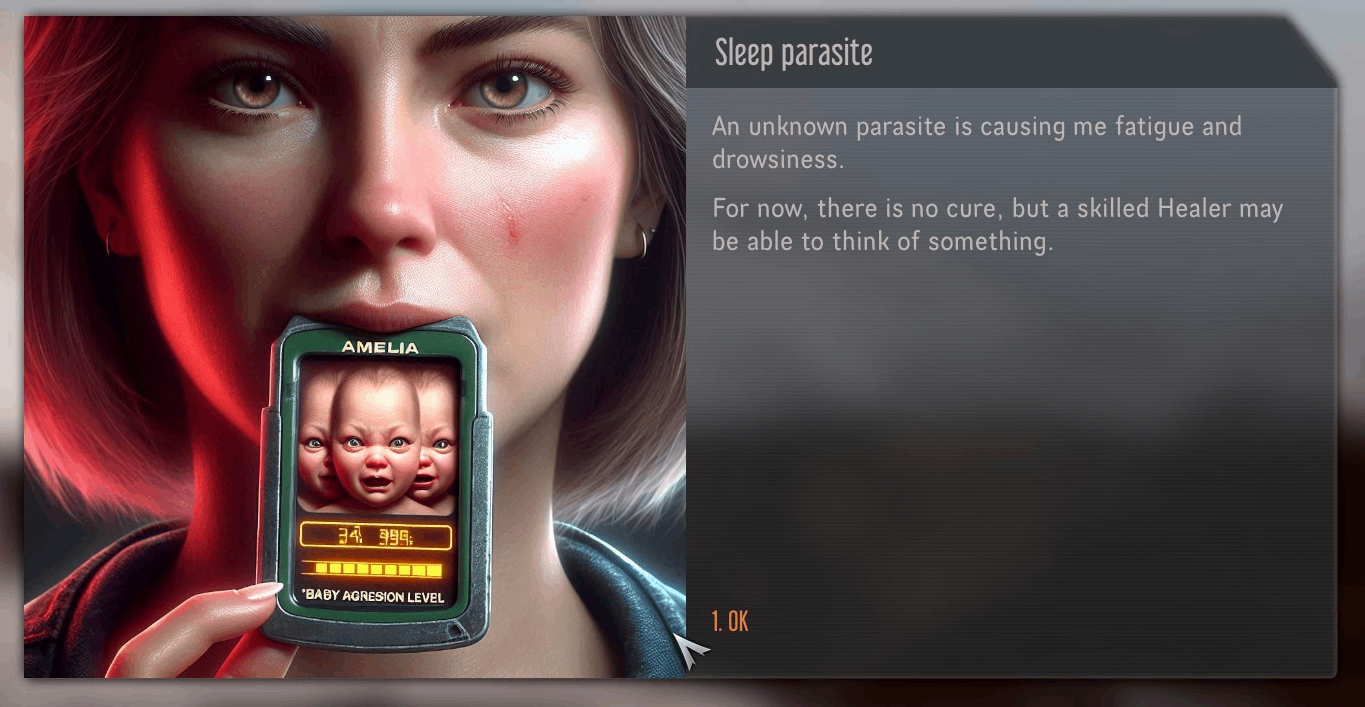 Sleep parasite
An unknown parasite is causing me fatigue and
drowsiness.
For now, there is no cure, but a skilled Healer may
be able to think of something.
1. OK
AMELIA
"BABY AGRESION LEVEL